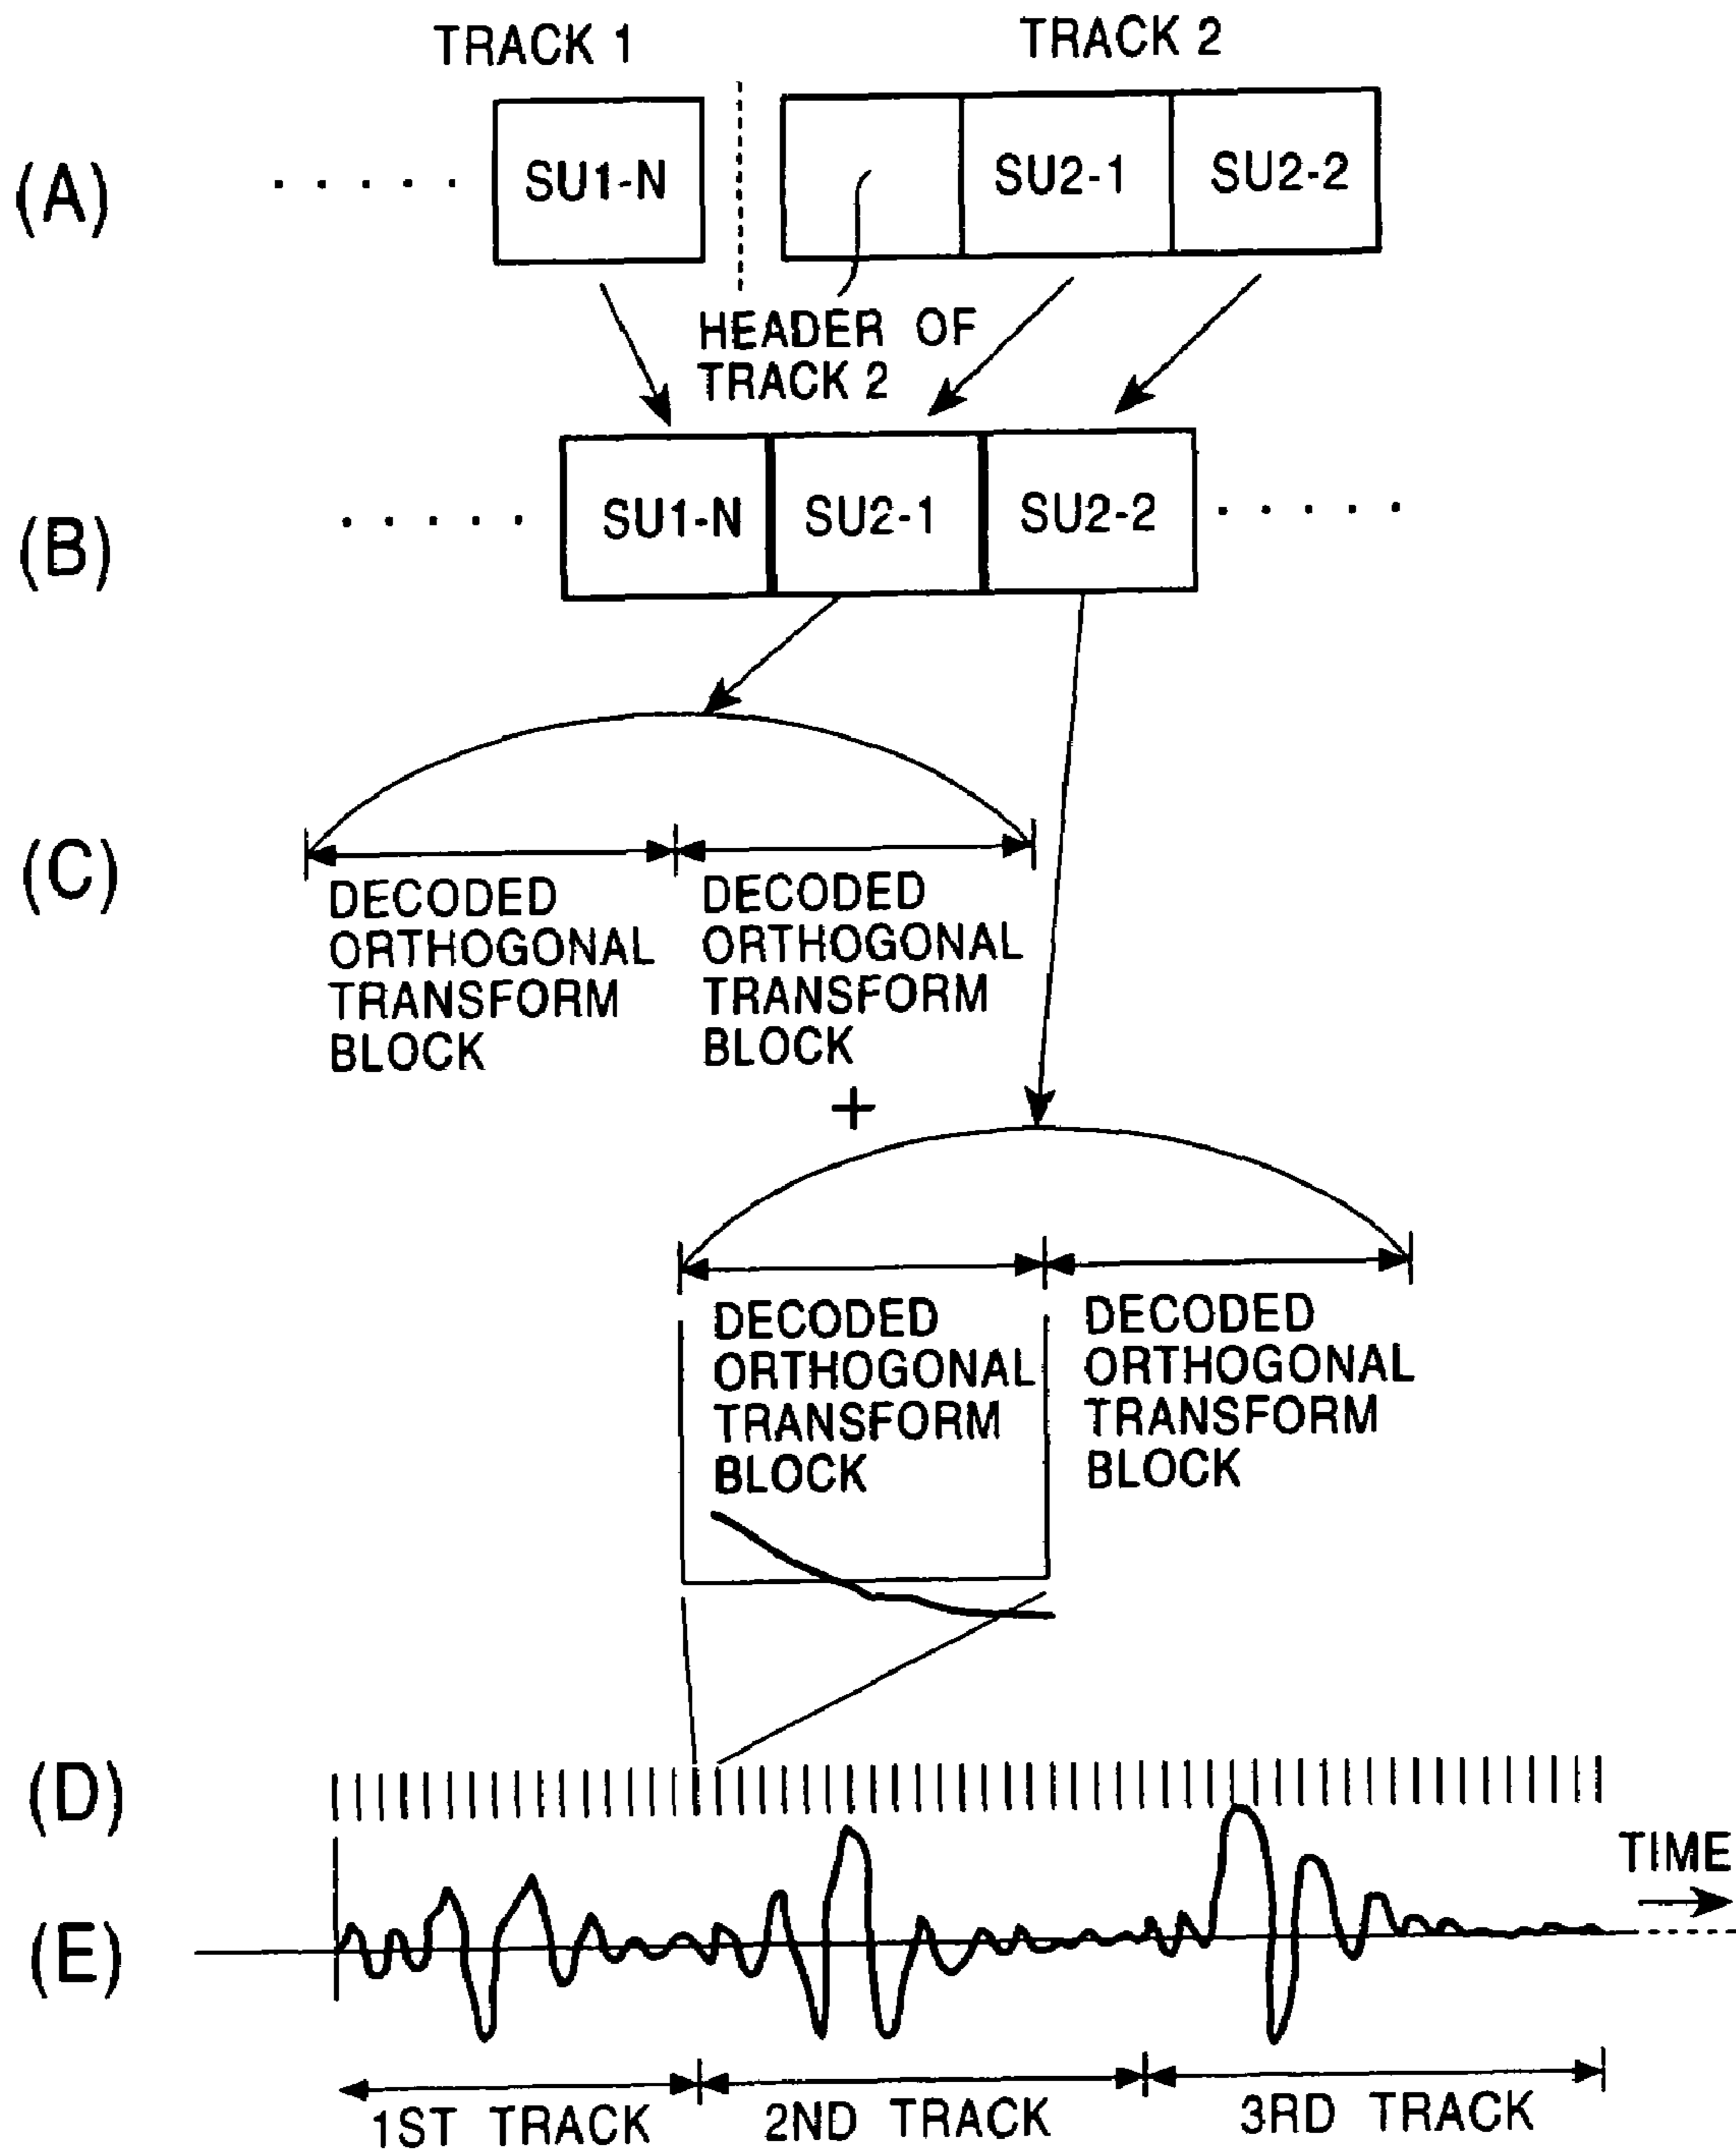 TRACK 1
TRACK 2
(A)
. . . . .
SU1-N
SU2-1
SU2-2
HEADER OF
TRACK 2
(B)
. . . . .
SU1-N
SU2-1
SU2-2
. . . . .
(C)
DECODED
ORTHOGONAL
TRANSFORM
BLOCK
DECODED
ORTHOGONAL
TRANSFORM
BLOCK
+
DECODED
ORTHOGONAL
TRANSFORM
BLOCK
DECODED
ORTHOGONAL
TRANSFORM
BLOCK
(D)
TIME
(E)
1ST TRACK
2ND TRACK
3RD TRACK